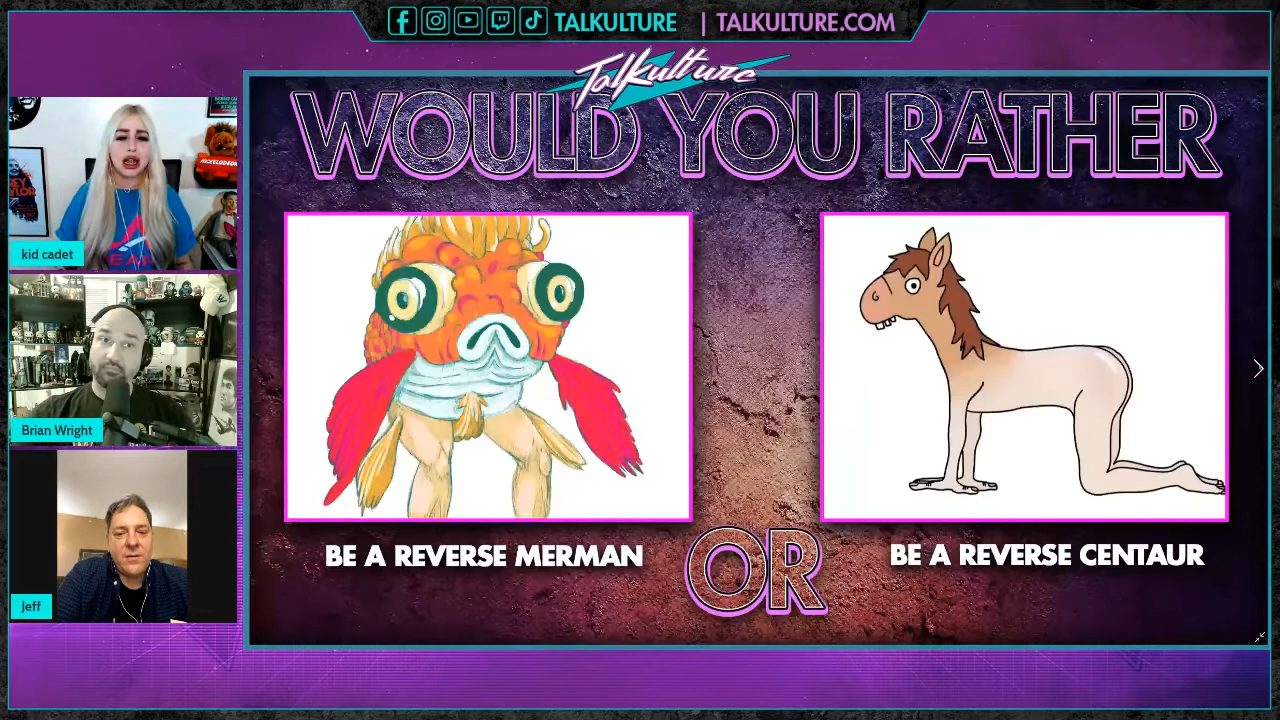 TALKULTURE | TALKULTURE.COM
Talkulture
WOULD YOU RATHER
NICKELODEON
kid cadet
Brian Wright
Jeff
BE A REVERSE MERMAN
OR
BE A REVERSE CENTAUR